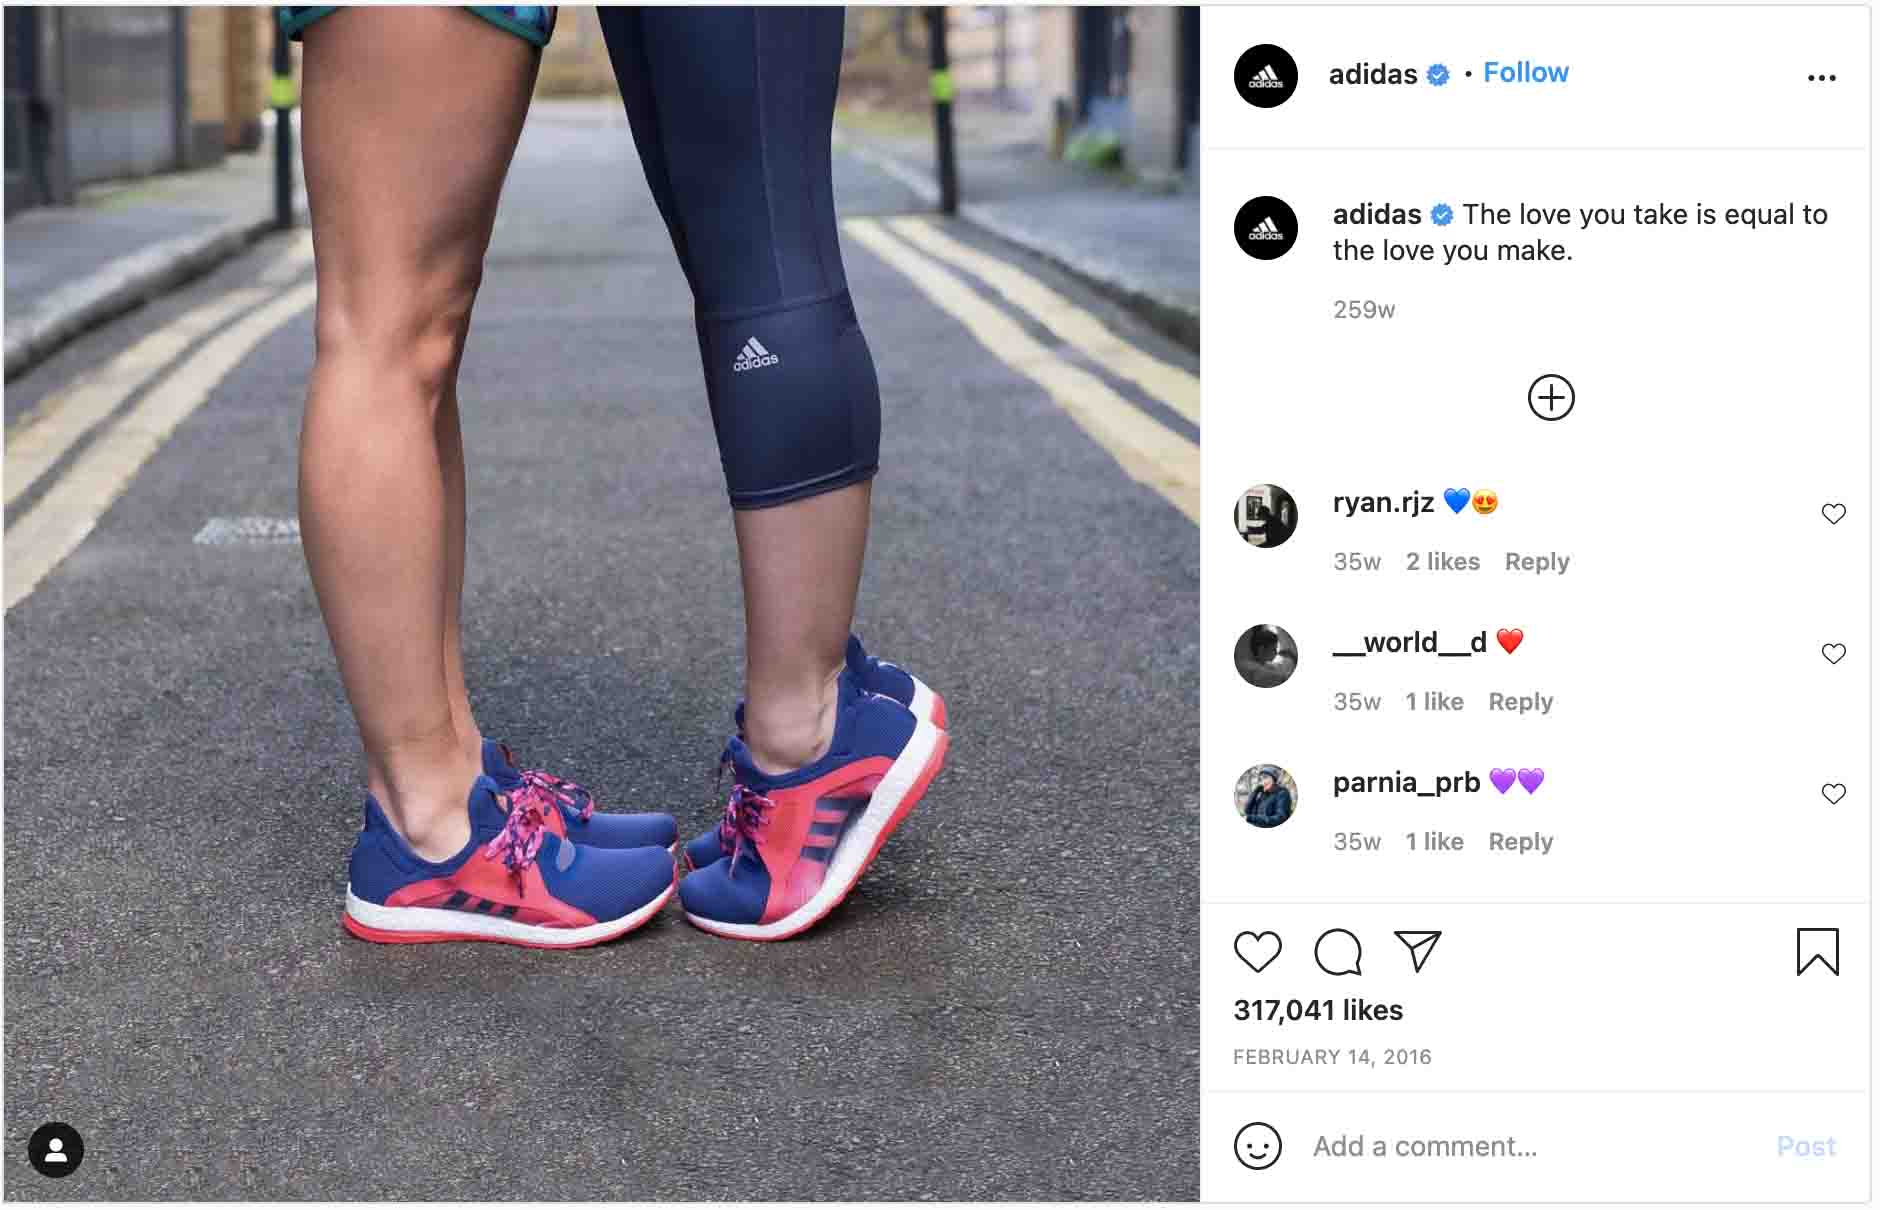 adidas
adidas
adidas • Follow
adidas
adidas The love you take is equal to
the love you make.
259w
ryan.rjz 💙😍
35w 2 likes Reply
__world__d ❤️
35w 1 like Reply
parnia_prb 💜💜
35w 1 like Reply
317,041 likes
FEBRUARY 14, 2016
Add a comment... Post